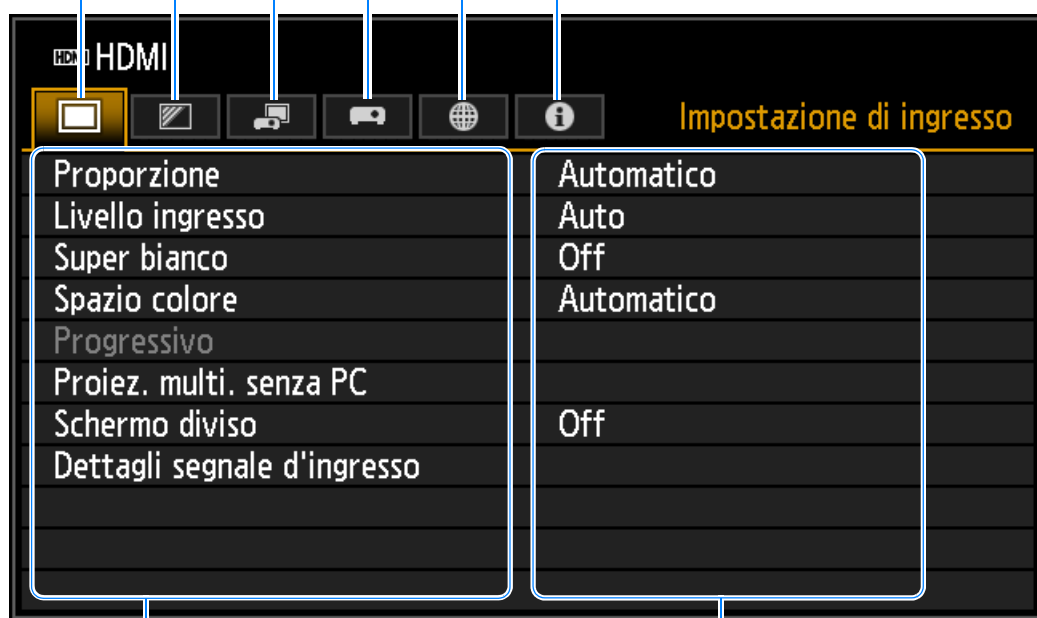 HDMI HDMI
Impostazione di ingresso
Proporzione Automatico
Livello ingresso Auto
Super bianco Off
Spazio colore Automatico
Progressivo
Proiez. multi. senza PC
Schermo diviso Off
Dettagli segnale d'ingresso